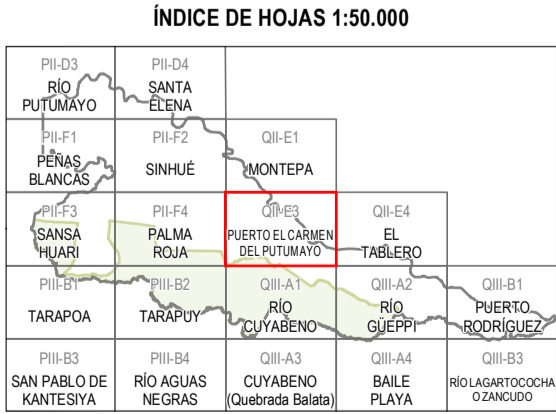 ÍNDICE DE HOJAS 1:50.000
PII-D3
RÍO
PUTUMAYO
PII-D4
SANTA
ELENA
PII-F1
PEÑAS
BLANCAS
PII-F2
SINHUÉ
QII-E1
MONTEPA
PII-F3
SANSA
HUARI
PII-F4
PALMA
ROJA
QII-E3
PUERTO EL CARMEN
DEL PUTUMAYO
QII-E4
EL
TABLERO
PIII-B1
TARAPOA
PIII-B2
TARAPUY
QIII-A1
RÍO
CUYABENO
QIII-A2
RÍO
GÜEPPI
QIII-B1
PUERTO
RODRÍGUEZ
PIII-B3
SAN PABLO DE
KANTESIYA
PIII-B4
RÍO AGUAS
NEGRAS
QIII-A3
CUYABENO
(Quebrada Balata)
QIII-A4
BAILE
PLAYA
QIII-B3
RÍO LAGARTOCOCHA
O ZANCUDO